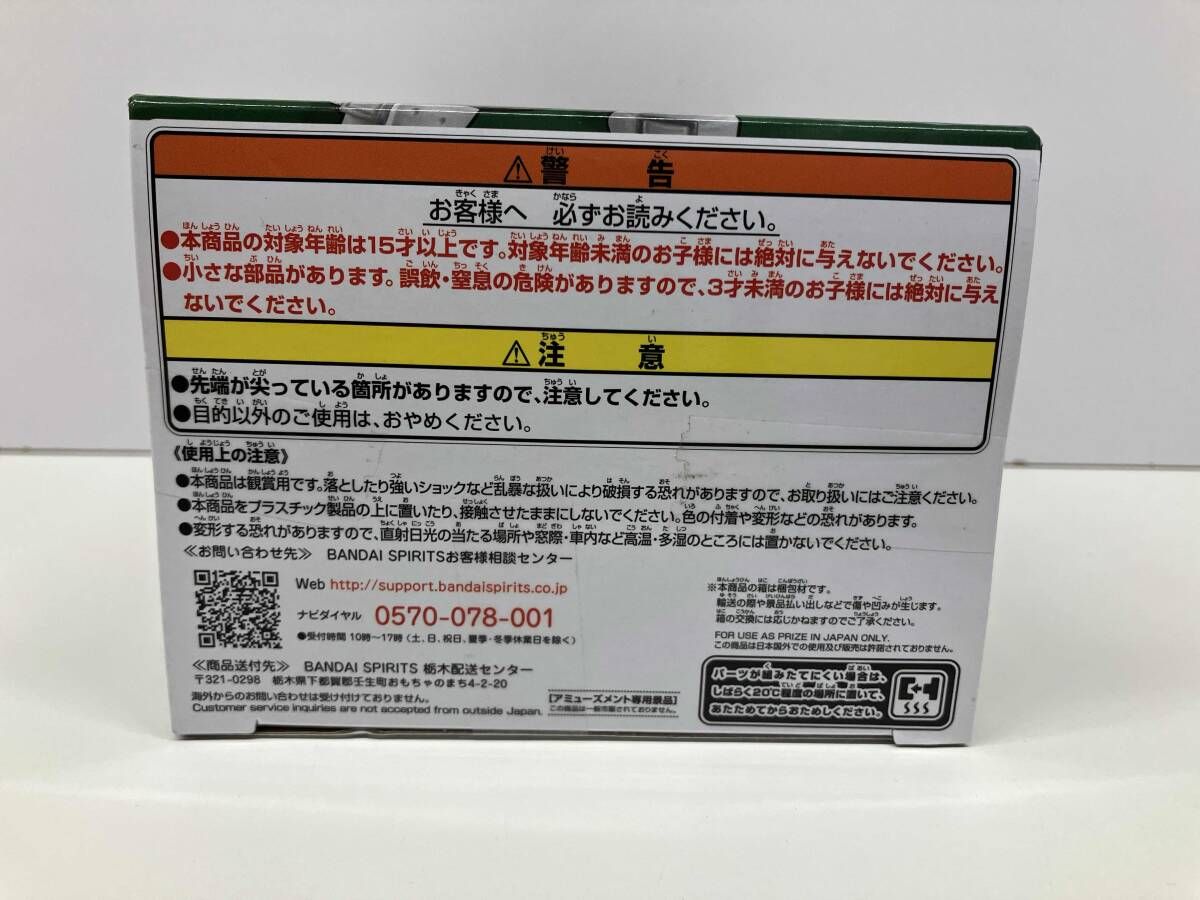 ⚠警告
お客様へ 必ずお読みください。
●本商品の対象年齢は15才以上です。対象年齢未満のお子様には絶対に与えないでください。
●小さな部品があります。誤飲・窒息の危険がありますので、3才未満のお子様には絶対に与え
ないでください。
⚠注意
●先端が尖っている箇所がありますので、注意してください。
●目的以外のご使用は、おやめください。
《使用上の注意》
●本商品は観賞用です。落としたり強いショックなど乱暴な扱いにより破損する恐れがありますので、お取り扱いにはご注意ください。
●本商品をプラスチック製品の上に置いたり、接触させたままにしないでください。色の付着や変形などの恐れがあります。
●変形する恐れがありますので、直射日光の当たる場所や窓際・車内など高温・多湿のところには置かないでください。
≪お問い合わせ先≫ BANDAI SPIRITSお客様相談センター
Web http://support.bandaispirits.co.jp
ナビダイヤル 0570-078-001
●受付時間 10時~17時 (土、日、祝日、夏季・冬季休業日を除く)
≪商品送付先≫ BANDAI SPIRITS 栃木配送センター
〒321-0298 栃木県下都賀郡壬生町おもちゃのまち4-2-20
海外からのお問い合わせは受け付けておりません。
Customer service inquiries are not accepted from outside Japan.
[アミューズメント専用景品]
この商品は一般市販されておりません。
※本商品の箱は梱包材です。
輸送の際や景品払い出しなどで傷や凹みが生じます。
箱の交換には応じかねますのでご了承ください。
FOR USE AS PRIZE IN JAPAN ONLY.
この商品は日本国外での使用及び販売は許諾されておりません。
パーツが組みたてにくい場合は、
しばらく20℃程度の場所に置いて、
あたためてからおためしください。